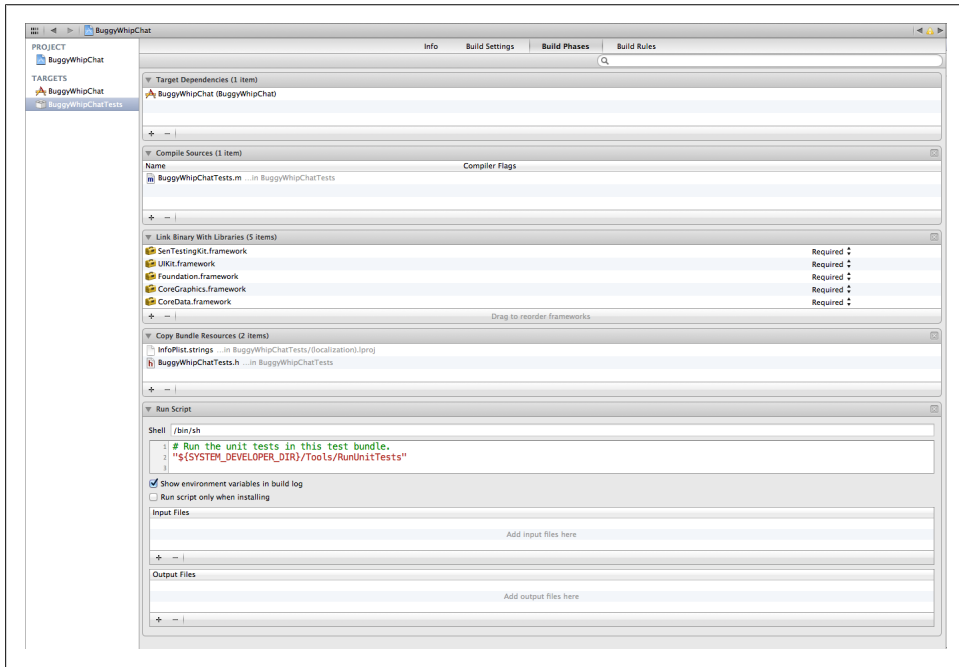 BuggyWhipChat
PROJECT
BuggyWhipChat
TARGETS
BuggyWhipChat
BuggyWhipChatTests
Info Build Settings Build Phases Build Rules
Target Dependencies (1 item)
BuggyWhipChat (BuggyWhipChat)
+ −
Compile Sources (1 item)
Name Compiler Flags
m BuggyWhipChatTests.m ...in BuggyWhipChatTests
+ −
Link Binary With Libraries (5 items)
SenTestingKit.framework Required
UIKit.framework Required
Foundation.framework Required
CoreGraphics.framework Required
CoreData.framework Required
+ − Drag to reorder frameworks
Copy Bundle Resources (2 items)
InfoPlist.strings ...in BuggyWhipChatTests/(localization).lproj
h BuggyWhipChatTests.h ...in BuggyWhipChatTests
+ −
Run Script
Shell /bin/sh
1 # Run the unit tests in this test bundle.
2 "${SYSTEM_DEVELOPER_DIR}/Tools/RunUnitTests"
3
Show environment variables in build log
Run script only when installing
Input Files
Add input files here
+ −
Output Files
Add output files here
+ −